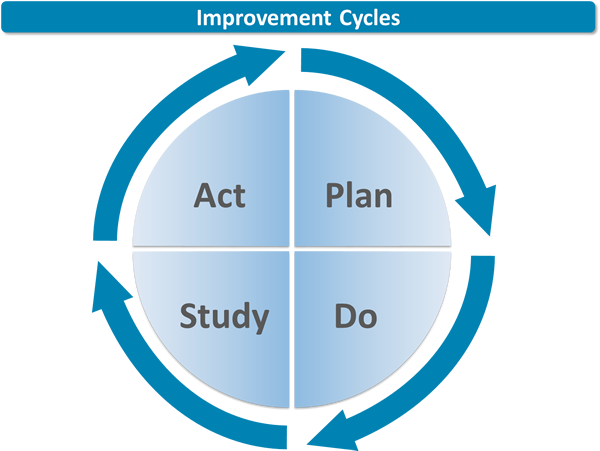 Improvement Cycles
Act
Plan
Study
Do